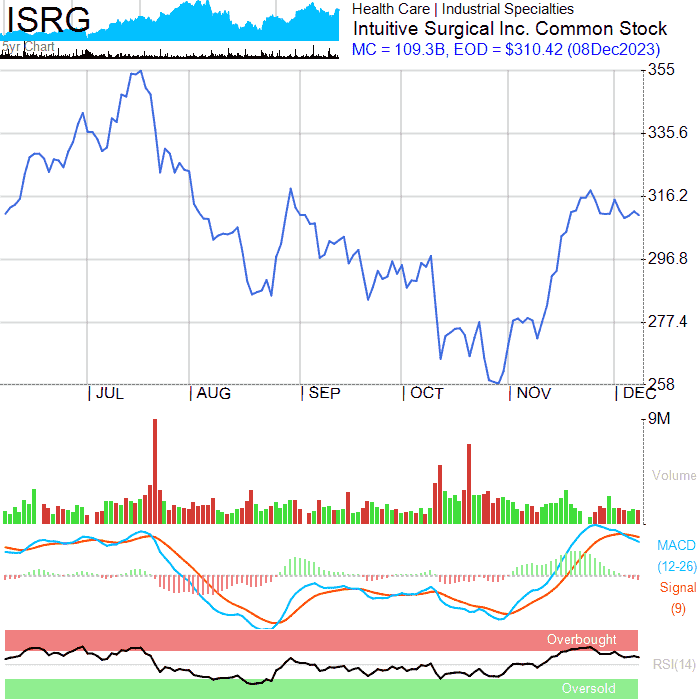 ISRG
5yr Chart
Health Care | Industrial Specialties
Intuitive Surgical Inc. Common Stock
MC = 109.3B, EOD = $310.42 (08Dec2023)
355
335.6
316.2
296.8
277.4
258
JUL AUG SEP OCT NOV DEC
9M
Volume
MACD
(12-26)
Signal
(9)
Overbought
RSI(14)
Oversold